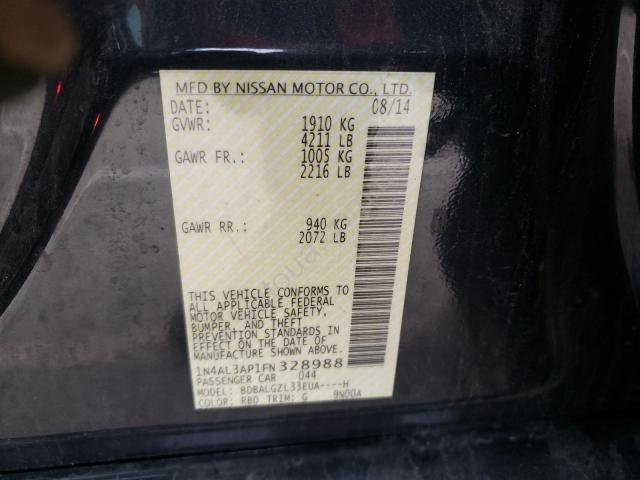 MFD BY NISSAN MOTOR CO., LTD.
DATE: 08/14
GVWR: 1910 KG
4211 LB
GAWR FR.: 1005 KG
2216 LB
GAWR RR.: 940 KG
2072 LB
THIS VEHICLE CONFORMS TO
ALL APPLICABLE FEDERAL
MOTOR VEHICLE SAFETY,
BUMPER, AND THEFT
PREVENTION STANDARDS IN
EFFECT ON THE DATE OF
MANUFACTURE SHOWN ABOVE.
1N4AL3AP1FN328988
PASSENGER CAR 044
MODEL: BDBALGZL33EUA----H
COLOR: RBD TRIM: G 9N00A